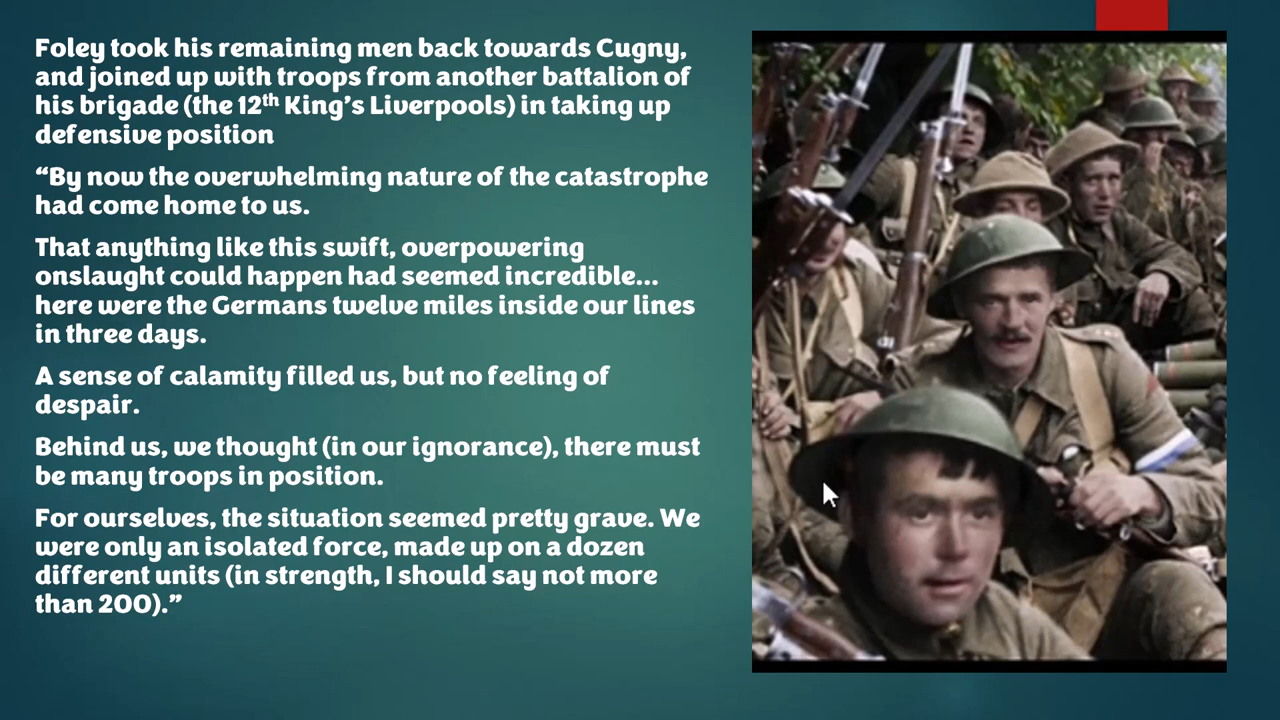 Foley took his remaining men back towards Cugny,
and joined up with troops from another battalion of
his brigade (the 12th King's Liverpools) in taking up
defensive position
“By now the overwhelming nature of the catastrophe
had come home to us.
That anything like this swift, overpowering
onslaught could happen had seemed incredible...
here were the Germans twelve miles inside our lines
in three days.
A sense of calamity filled us, but no feeling of
despair.
Behind us, we thought (in our ignorance), there must
be many troops in position.
For ourselves, the situation seemed pretty grave. We
were only an isolated force, made up on a dozen
different units (in strength, I should say not more
than 200).”